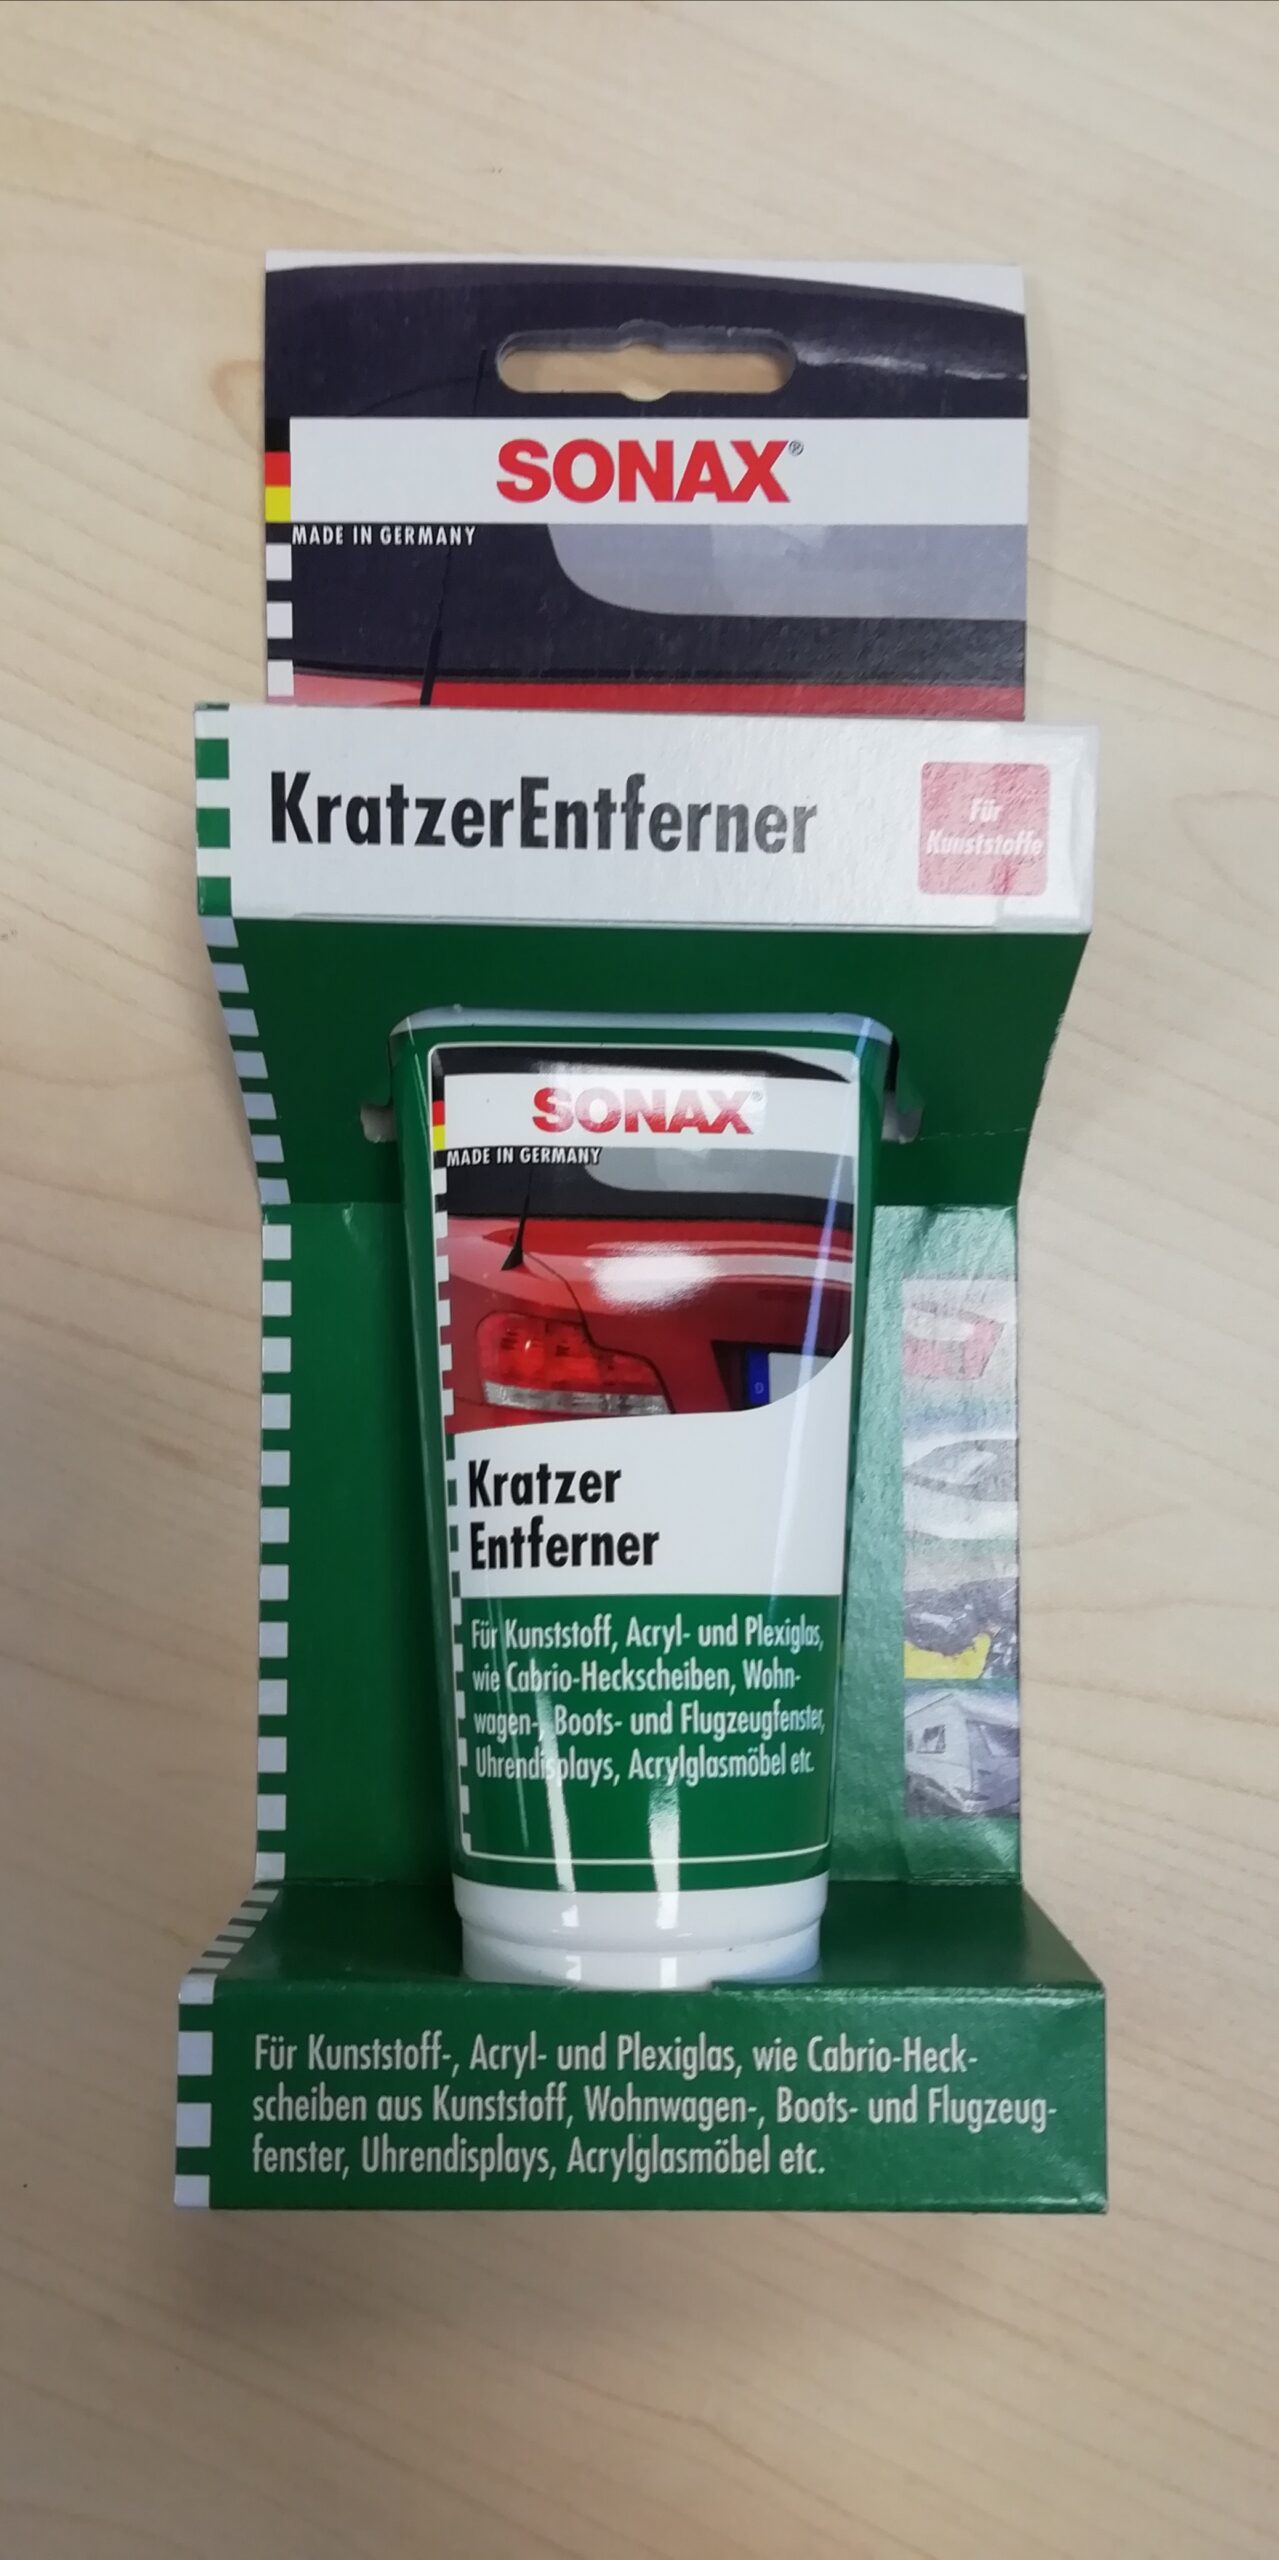 SONAX®
MADE IN GERMANY
KratzerEntferner
Für
Kunststoffe
SONAX®
MADE IN GERMANY
D
Kratzer
Entferner
Für Kunststoff, Acryl- und Plexiglas,
wie Cabrio-Heckscheiben, Wohn-
wagen-, Boots- und Flugzeugfenster,
Uhrendisplays, Acrylglasmöbel etc.
Für Kunststoff-, Acryl- und Plexiglas, wie Cabrio-Heck-
scheiben aus Kunststoff, Wohnwagen-, Boots- und Flugzeug-
fenster, Uhrendisplays, Acrylglasmöbel etc.